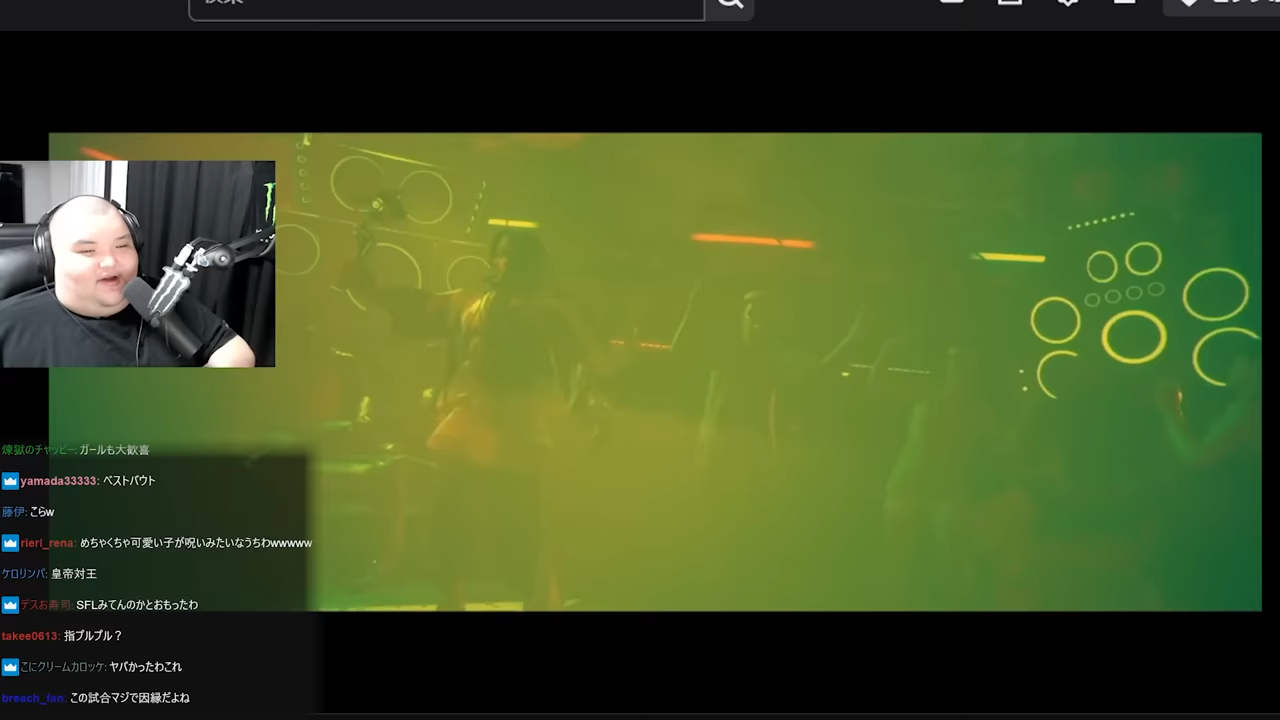 検索
煉獄のチャッピー: ガールも大歓喜
yamada33333: ベストバウト
藤伊: こらw
rieri_rena: めちゃくちゃ可愛い子が呪いみたいなうちわwwwww
ケロリンパ: 皇帝対王
デスお寿司: SFLみてんのかとおもったわ
takee0613: 指プルプル？
こにクリームカロッケ: ヤバかったわこれ
breach_fan: この試合マジで因縁だよね